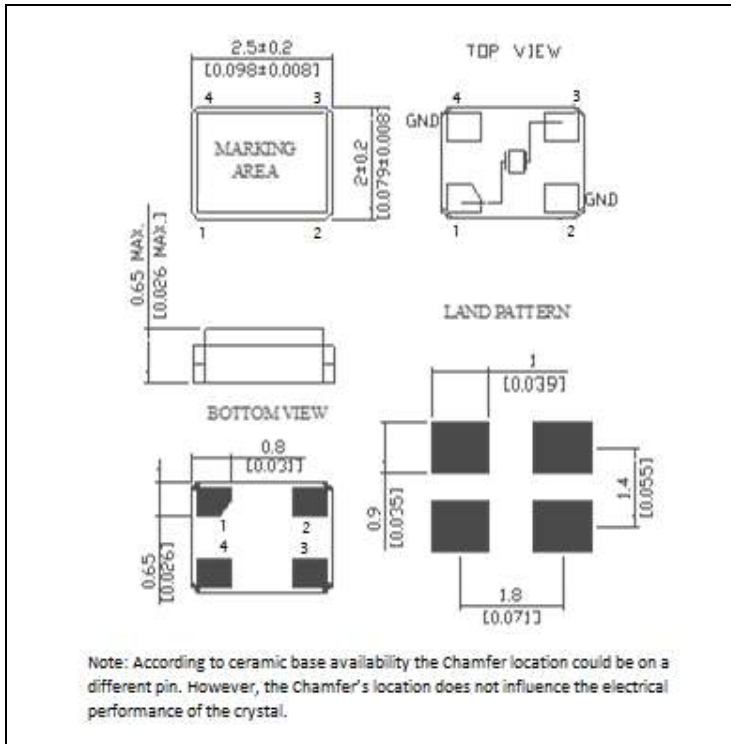 2.5±0.2
[0.098±0.008]
TOP VIEW
4 3
4 3
GND
MARKING
AREA
2±0.2
[0.079±0.008]
GND
1 2
1 2
0.65 MAX.
[0.026 MAX.]
LAND PATTERN
1
[0.039]
BOTTOM VIEW
0.8
[0.031]
1 2
4 3
0.65
[0.026]
0.9
[0.035]
1.4
[0.055]
1.8
[0.071]
Note: According to ceramic base availability the Chamfer location could be on a
different pin. However, the Chamfer's location does not influence the electrical
performance of the crystal.